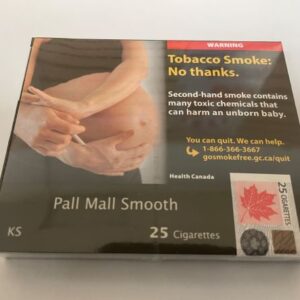 WARNING
Tobacco Smoke:
No thanks.
Second-hand smoke contains
many toxic chemicals that
can harm an unborn baby.
You can quit. We can help.
1-866-366-3667
gosmokefree.gc.ca/quit
Health Canada
Pall Mall Smooth
KS
25 Cigarettes
25 CIGARETTES